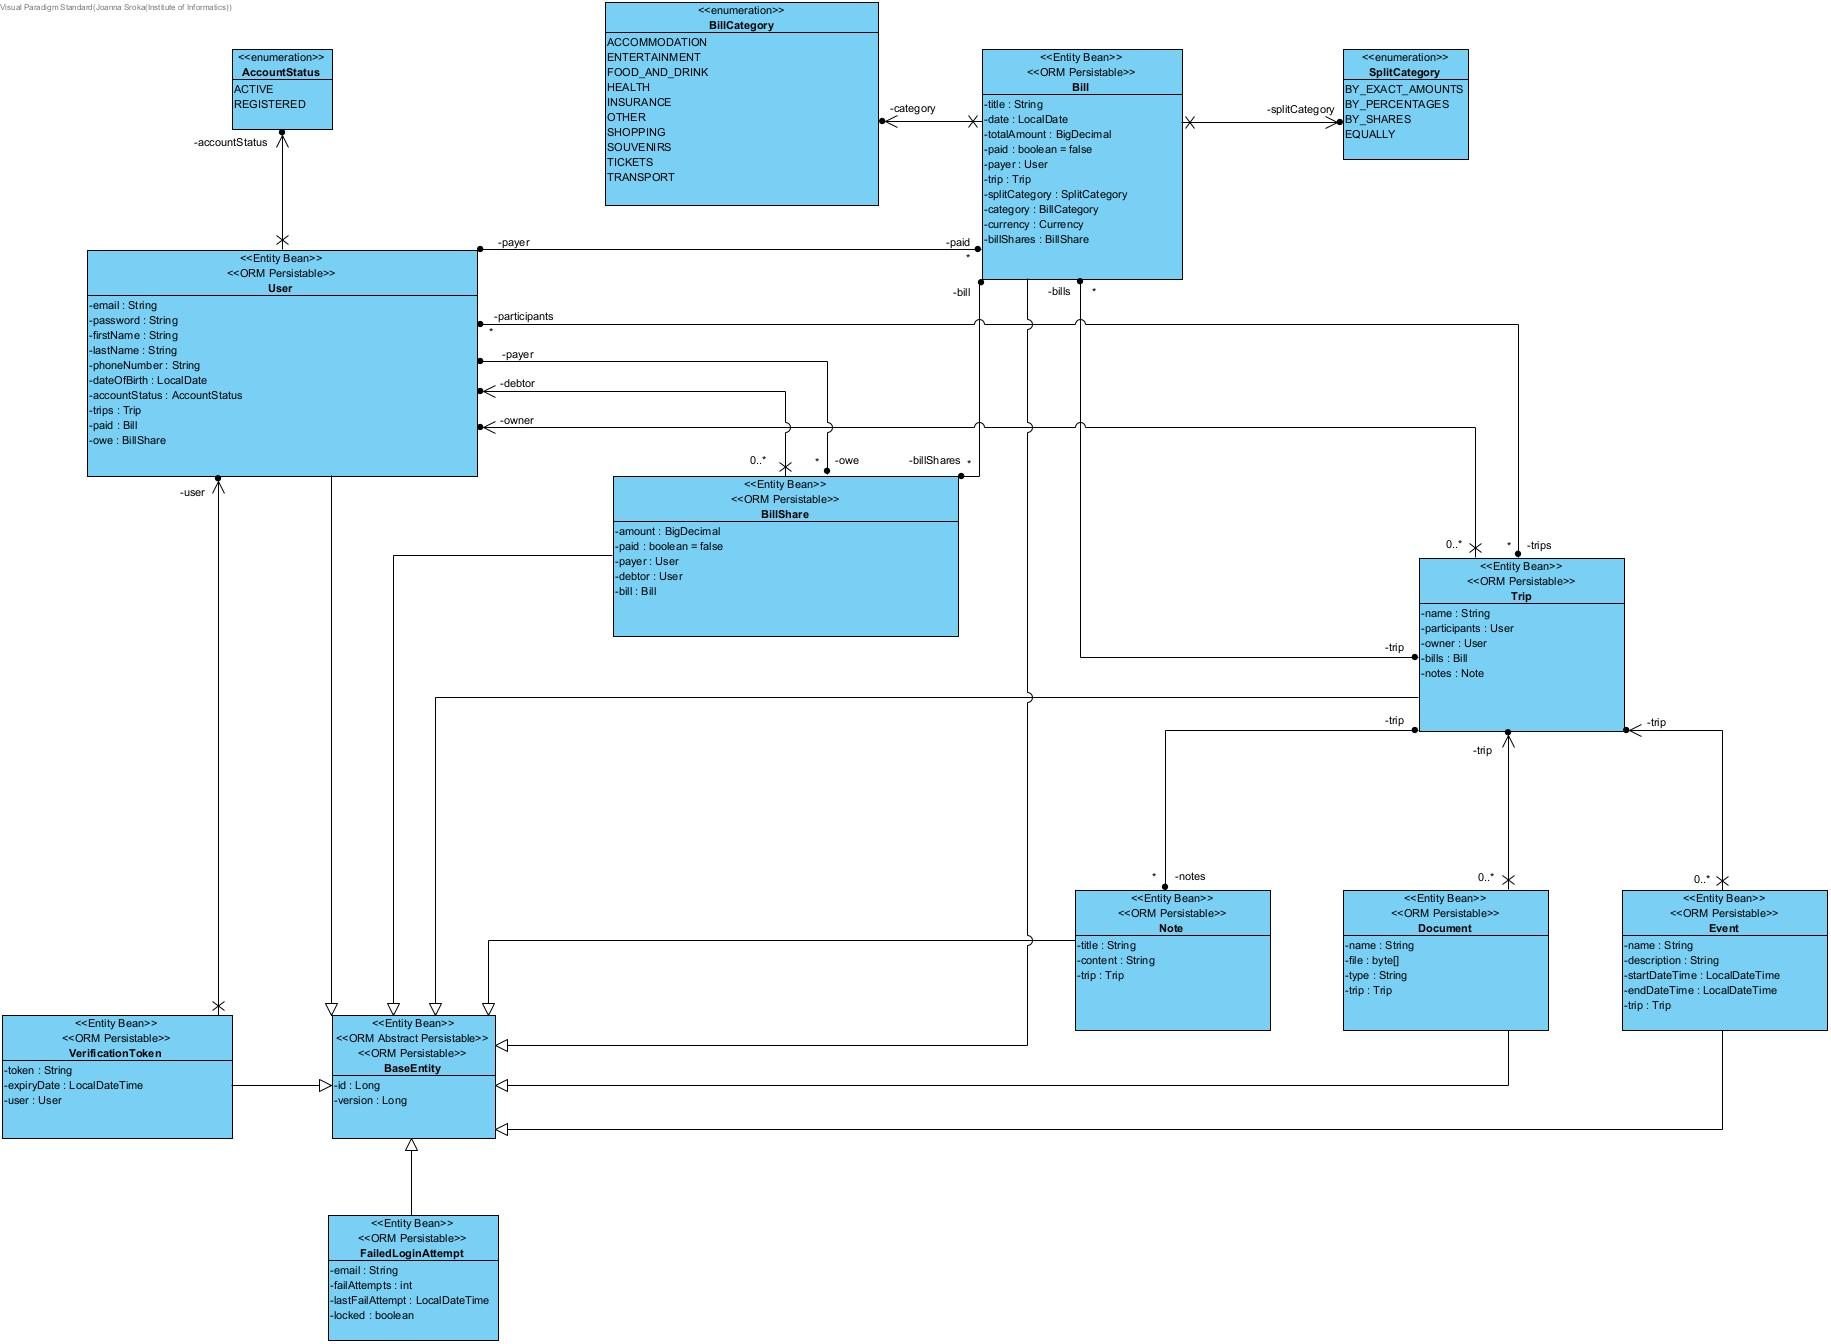 Visual Paradigm Standard(Joanna Sroka(Institute of Informatics))
<<enumeration>>
BillCategory
ACCOMMODATION
ENTERTAINMENT
FOOD_AND_DRINK
HEALTH
INSURANCE
OTHER
SHOPPING
SOUVENIRS
TICKETS
TRANSPORT
<<enumeration>>
AccountStatus
ACTIVE
REGISTERED
<<Entity Bean>>
<<ORM Persistable>>
Bill
-title : String
-date : LocalDate
-totalAmount : BigDecimal
-paid : boolean = false
-payer : User
-trip : Trip
-splitCategory : SplitCategory
-category : BillCategory
-currency : Currency
-billShares : BillShare
<<enumeration>>
SplitCategory
BY_EXACT_AMOUNTS
BY_PERCENTAGES
BY_SHARES
EQUALLY
-category
-splitCategory
-accountStatus
-payer
-paid
*
<<Entity Bean>>
<<ORM Persistable>>
User
-email : String
-password : String
-firstName : String
-lastName : String
-phoneNumber : String
-dateOfBirth : LocalDate
-accountStatus : AccountStatus
-trips : Trip
-paid : Bill
-owe : BillShare
-bill
-bills
*
-participants
*
-payer
-debtor
-owner
0..*
*
-owe
-billShares
*
-user
<<Entity Bean>>
<<ORM Persistable>>
BillShare
-amount : BigDecimal
-paid : boolean = false
-payer : User
-debtor : User
-bill : Bill
0..*
*
-trips
<<Entity Bean>>
<<ORM Persistable>>
Trip
-name : String
-participants : User
-owner : User
-bills : Bill
-notes : Note
-trip
-trip
-trip
-trip
*
-notes
0..*
0..*
<<Entity Bean>>
<<ORM Persistable>>
Note
-title : String
-content : String
-trip : Trip
<<Entity Bean>>
<<ORM Persistable>>
Document
-name : String
-file : byte[]
-type : String
-trip : Trip
<<Entity Bean>>
<<ORM Persistable>>
Event
-name : String
-description : String
-startDateTime : LocalDateTime
-endDateTime : LocalDateTime
-trip : Trip
<<Entity Bean>>
<<ORM Persistable>>
VerificationToken
-token : String
-expiryDate : LocalDateTime
-user : User
<<Entity Bean>>
<<ORM Abstract Persistable>>
<<ORM Persistable>>
BaseEntity
-id : Long
-version : Long
<<Entity Bean>>
<<ORM Persistable>>
FailedLoginAttempt
-email : String
-failAttempts : int
-lastFailAttempt : LocalDateTime
-locked : boolean